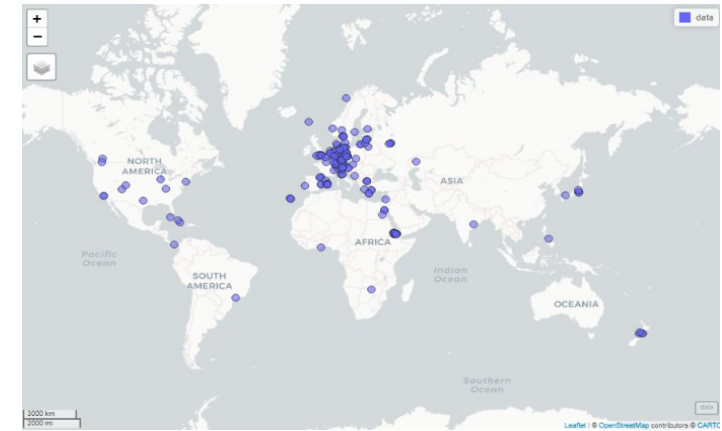 +
−
data
NORTH
AMERICA
ASIA
Pacific
Ocean
AFRICA
SOUTH
AMERICA
Indian
Ocean
OCEANIA
Southern
Ocean
3000 km
2000 mi
data
Leaflet | © OpenStreetMap contributors © CARTO